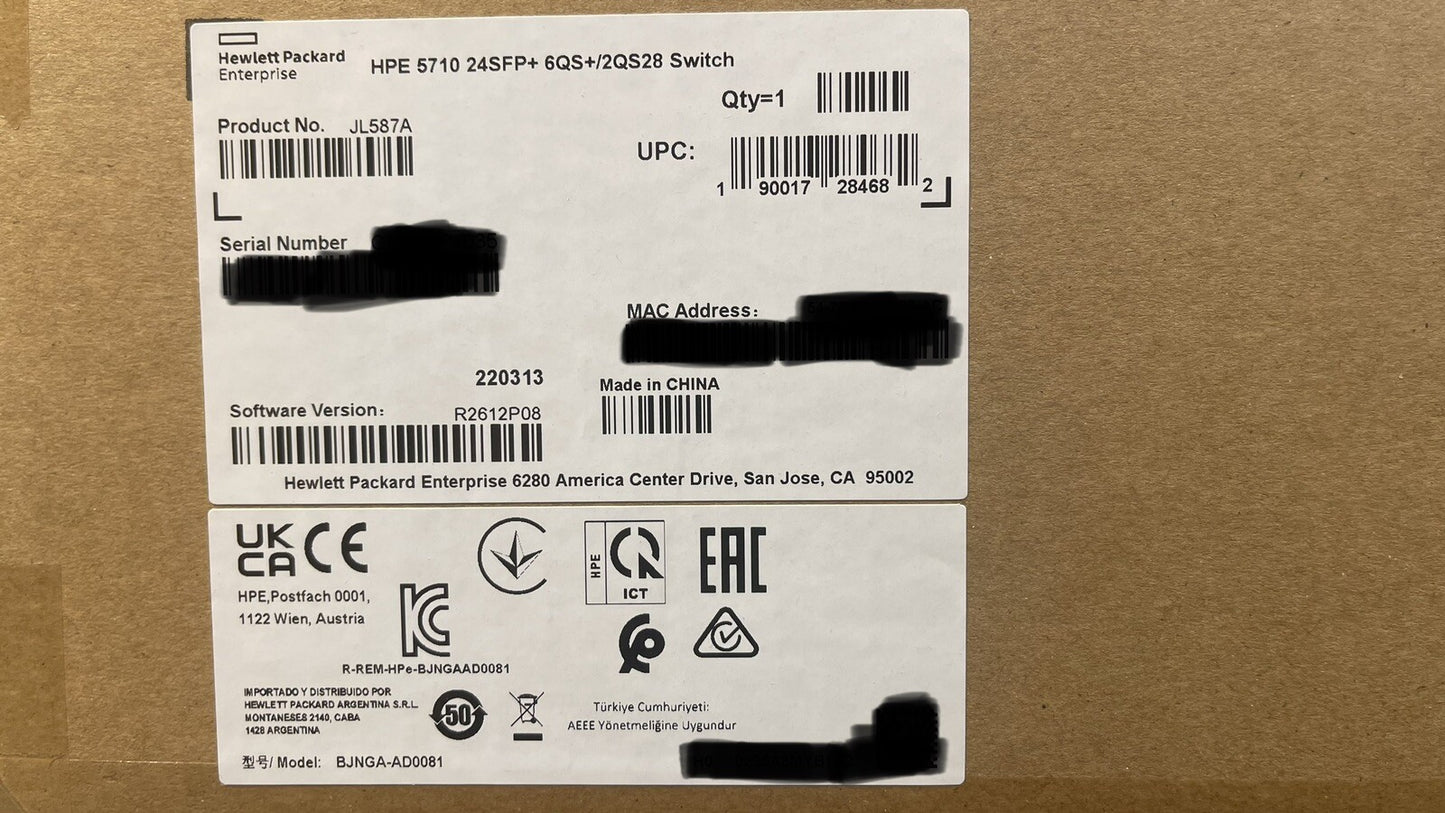 Hewlett Packard
Enterprise
HPE 5710 24SFP+ 6QS+/2QS28 Switch
Qty=1
Product No. JL587A
UPC:
1 90017 28468 2
Serial Number
MAC Address:
220313
Made in CHINA
Software Version: R2612P08
Hewlett Packard Enterprise 6280 America Center Drive, San Jose, CA 95002
UK
CA CE
HPE
ICT
EAC
HPE,Postfach 0001,
1122 Wien, Austria
KC
R-REM-HPe-BJNGAAD0081
IMPORTADO Y DISTRIBUIDO POR
HEWLETT PACKARD ARGENTINA S.R.L.
MONTANESES 2140, CABA
1428 ARGENTINA
50
Türkiye Cumhuriyeti:
AEEE Yönetmeliğine Uygundur
型号/ Model: BJNGA-AD0081